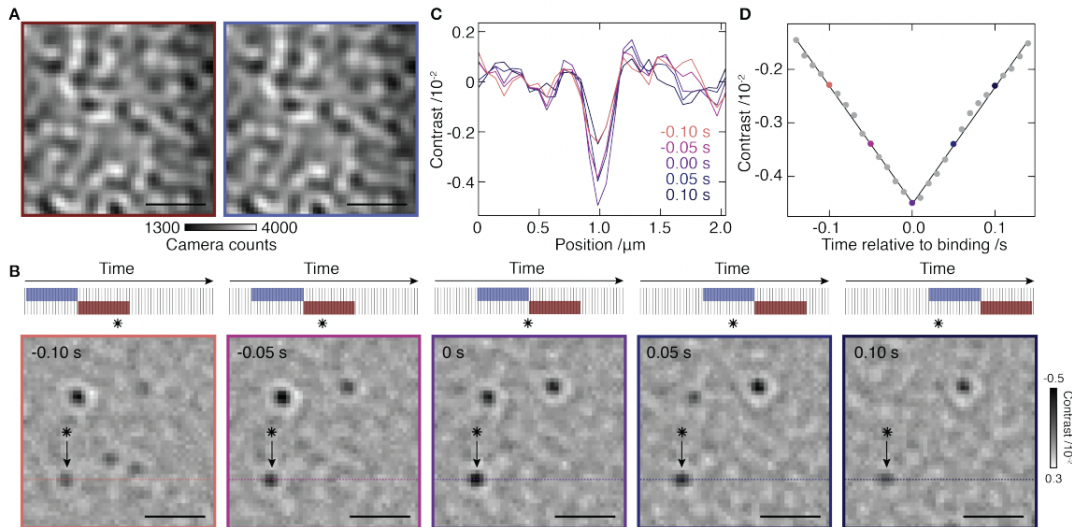 A
1300 4000
Camera counts
C
Contrast /10⁻²
0.2
0
-0.2
-0.4
-0.10 s
-0.05 s
0.00 s
0.05 s
0.10 s
0.0 0.5 1.0 1.5 2.0
Position /µm
D
Contrast /10⁻²
-0.2
-0.3
-0.4
-0.1 0.0 0.1
Time relative to binding /s
B
Time Time Time Time Time
* * * * *
-0.10 s -0.05 s 0 s 0.05 s 0.10 s
* * * * *
-0.5
Contrast /10⁻²
0.3